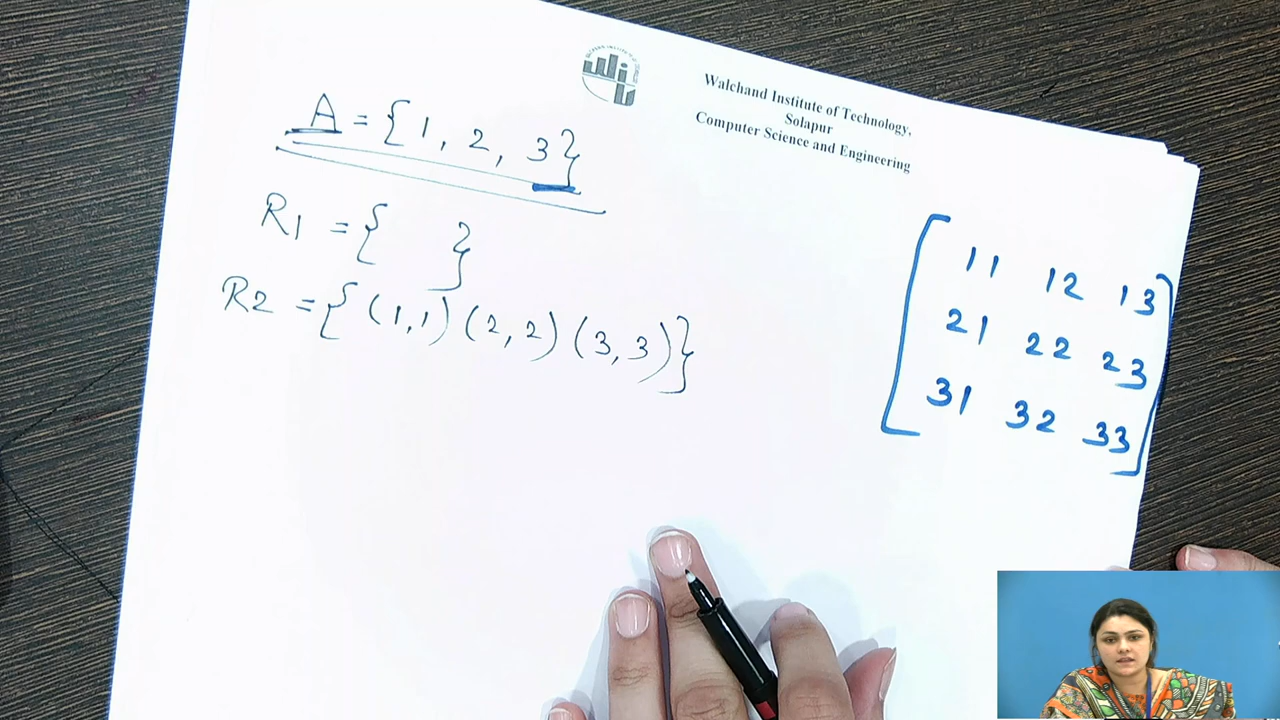 Walchand Institute of Technology,
Solapur
Computer Science and Engineering
A = {1, 2, 3}
R1 = { }
R2 = {(1,1) (2,2) (3,3)}
11 12 13
21 22 23
31 32 33